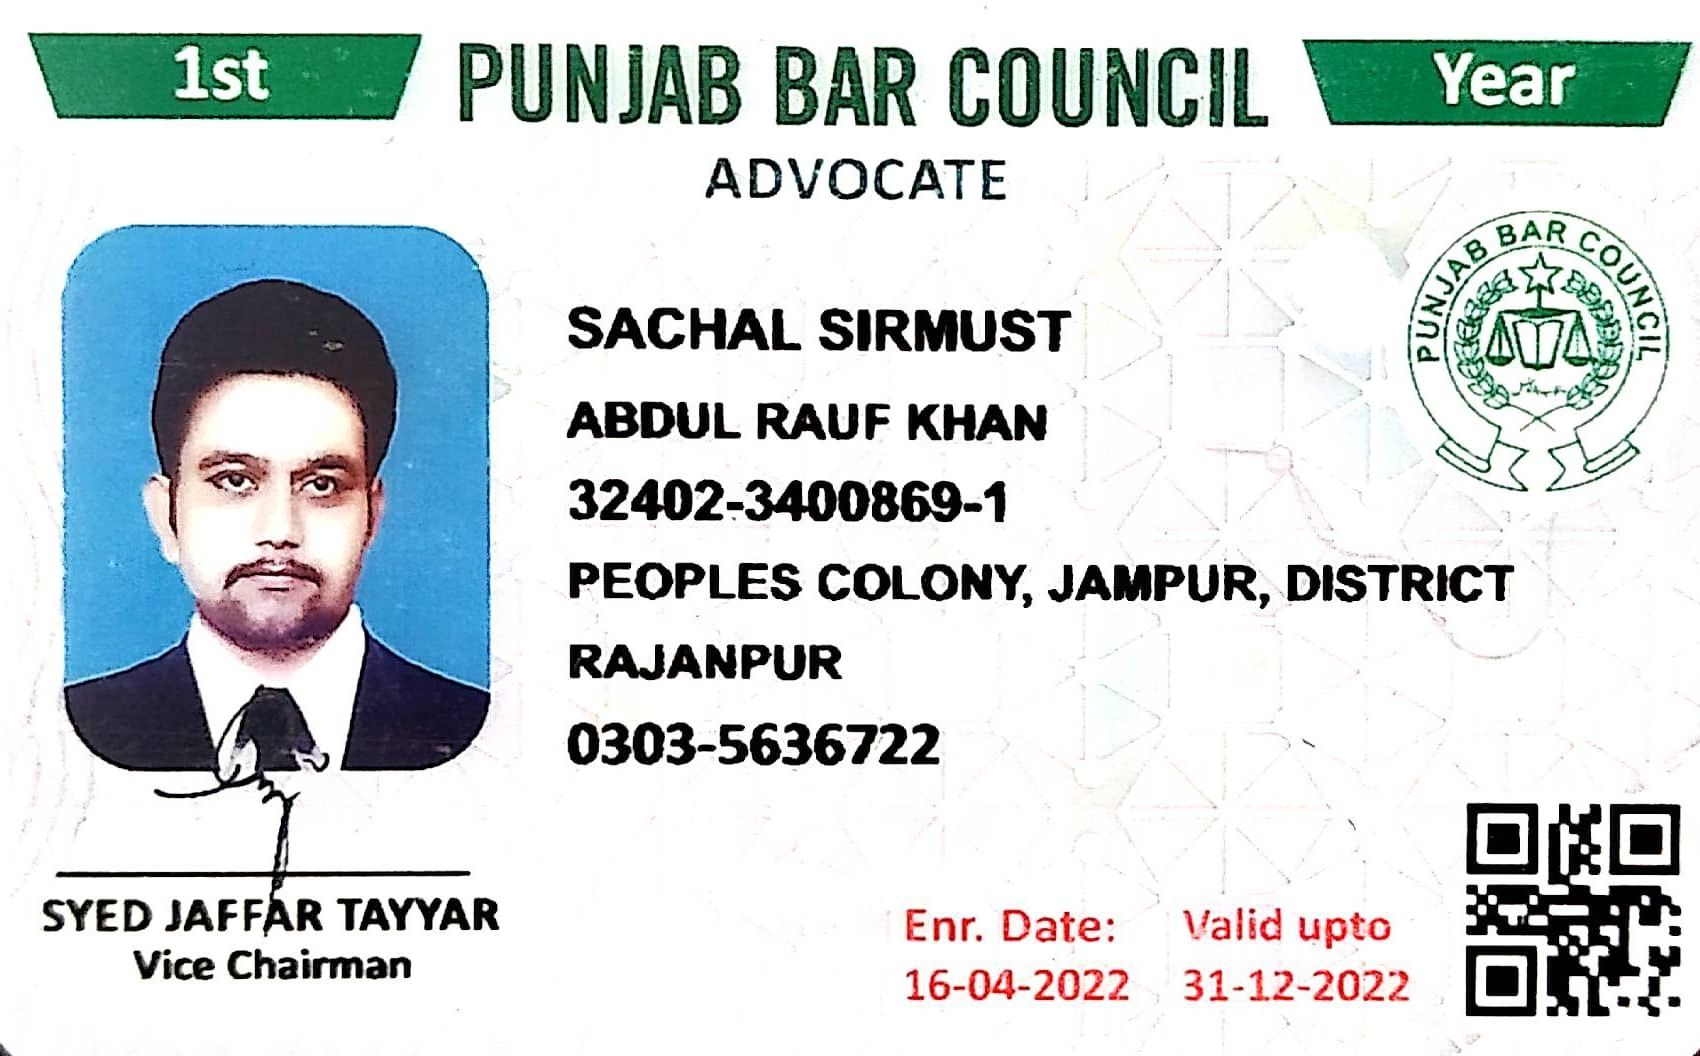 1st PUNJAB BAR COUNCIL Year
ADVOCATE
PUNJAB BAR COUNCIL
SACHAL SIRMUST
ABDUL RAUF KHAN
32402-3400869-1
PEOPLES COLONY, JAMPUR, DISTRICT
RAJANPUR
0303-5636722
SYED JAFFAR TAYYAR
Vice Chairman
Enr. Date: Valid upto
16-04-2022 31-12-2022